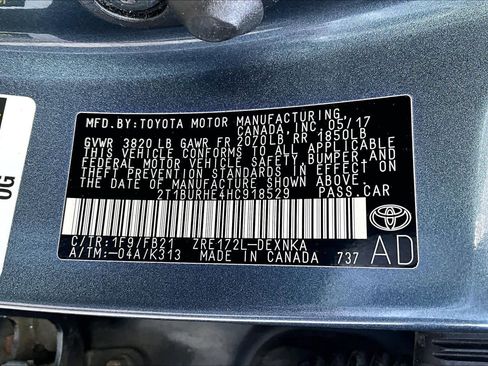 MFD.BY:TOYOTA MOTOR MANUFACTURING
CANADA, INC. 05/17
GVWR 3820 LB GAWR FR 2070LB RR 1850LB
THIS VEHICLE CONFORMS TO ALL APPLICABLE
FEDERAL MOTOR VEHICLE SAFETY, BUMPER, AND
THEFT PREVENTION STANDARDS IN EFFECT ON
THE DATE OF MANUFACTURE SHOWN ABOVE.
2T1BURHE4HC918529 PASS.CAR
C/TR:1F9/FB21 ZRE172L-DEXNKA
A/TM:-04A/K313 MADE IN CANADA 737
AD
OG